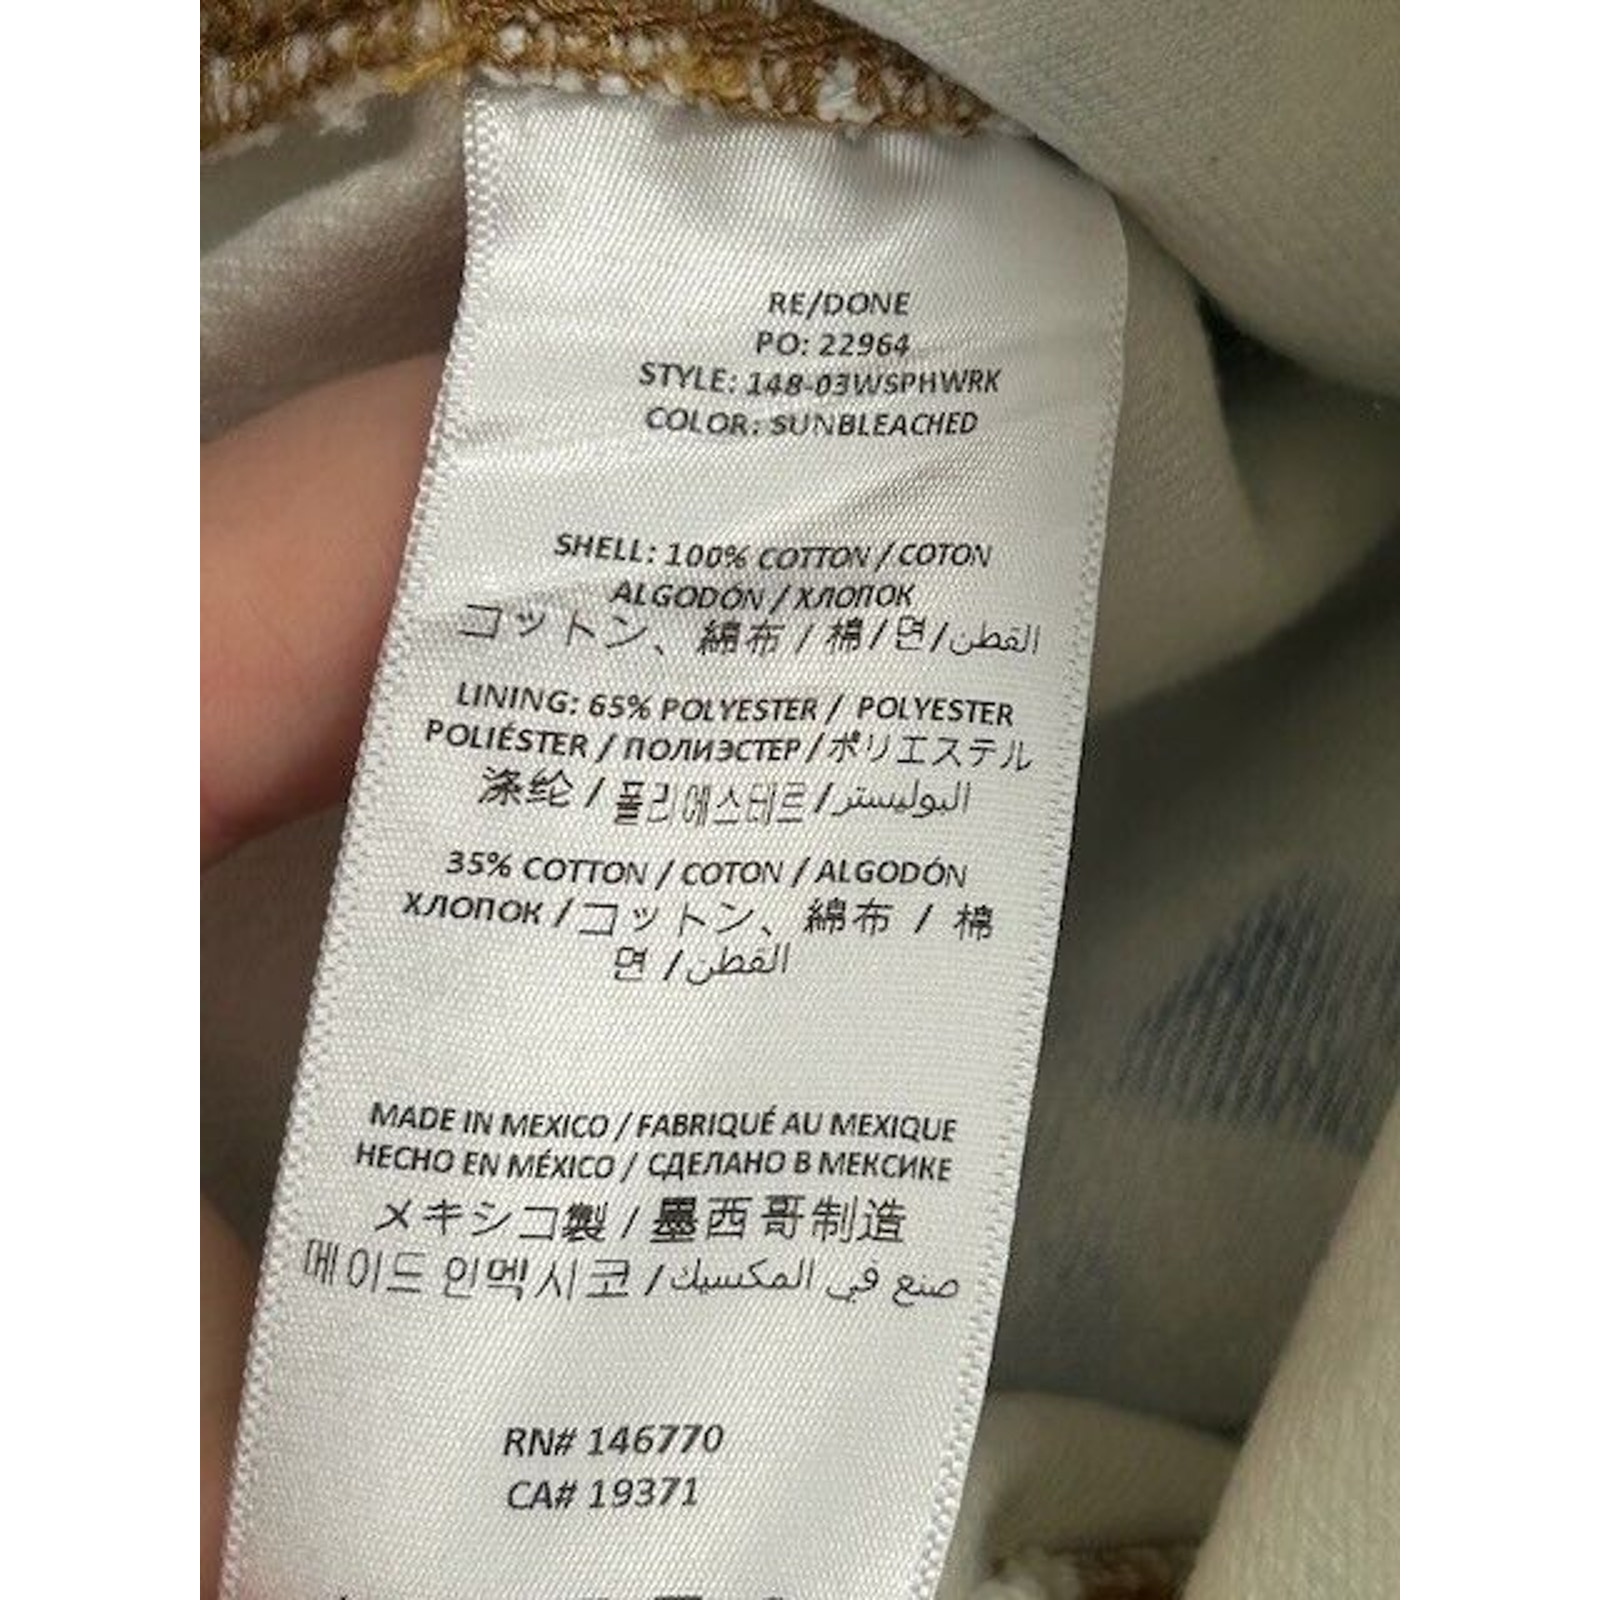 RE/DONE
PO: 22964
STYLE: 148-03WSPHWRK
COLOR: SUNBLEACHED
SHELL: 100% COTTON / COTON
ALGODÓN / ХЛОПОК
コットン、綿布 / 棉/면/القطن
LINING: 65% POLYESTER / POLYESTER
POLIÉSTER / ПОЛИЭСТЕР/ポリエステル
涤纶 / 폴리에스테르/البوليستر
35% COTTON / COTON / ALGODÓN
ХЛОПОК /コットン、綿布 / 棉
면 /القطن
MADE IN MEXICO / FABRIQUÉ AU MEXIQUE
HECHO EN MÉXICO / СДЕЛАНО В МЕКСИКЕ
メキシコ製 / 墨西哥制造
메이드 인멕시코 /صنع في المكسيك
RN# 146770
CA# 19371